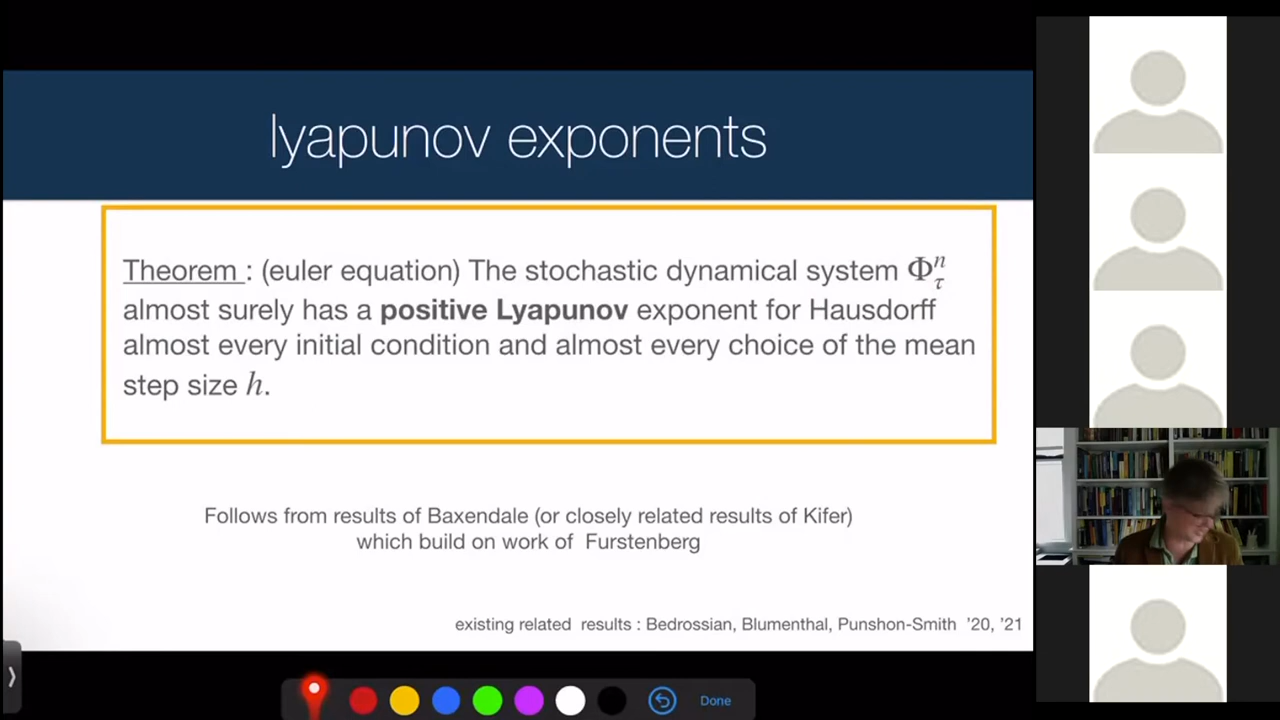 lyapunov exponents
Theorem : (euler equation) The stochastic dynamical system Φⁿ_τ
almost surely has a positive Lyapunov exponent for Hausdorff
almost every initial condition and almost every choice of the mean
step size h.
Follows from results of Baxendale (or closely related results of Kifer)
which build on work of Furstenberg
existing related results : Bedrossian, Blumenthal, Punshon-Smith '20, '21
Done